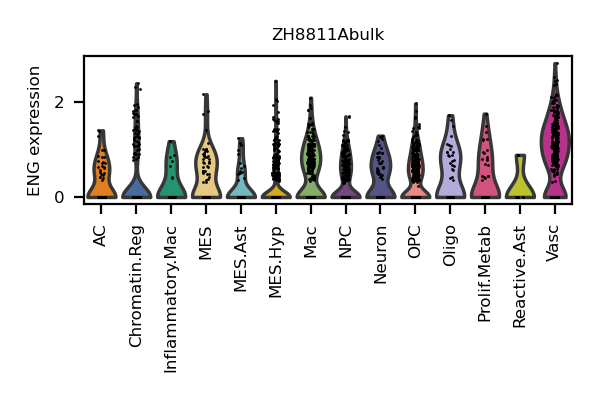 ZH8811Abulk
ENG expression
2
0
AC
Chromatin.Reg
Inflammatory.Mac
MES
MES.Ast
MES.Hyp
Mac
NPC
Neuron
OPC
Oligo
Prolif.Metab
Reactive.Ast
Vasc